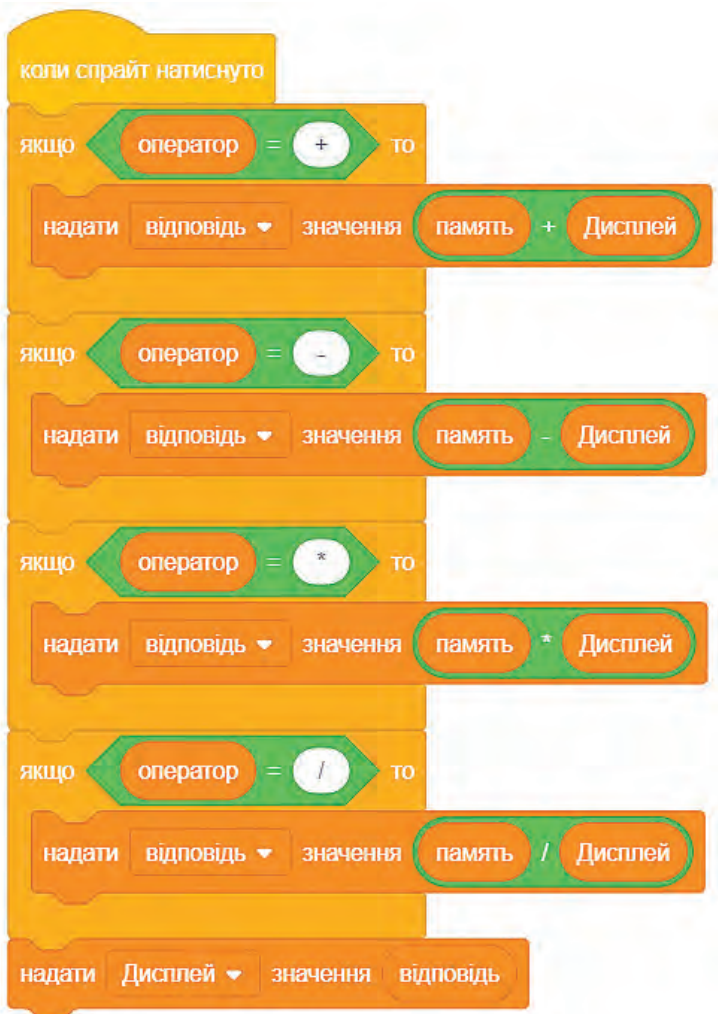 коли спрайт натиснуто
якщо оператор = + то
надати відповідь значення память + Дисплей
якщо оператор = - то
надати відповідь значення память - Дисплей
якщо оператор = * то
надати відповідь значення память * Дисплей
якщо оператор = / то
надати відповідь значення память / Дисплей
надати Дисплей значення відповідь